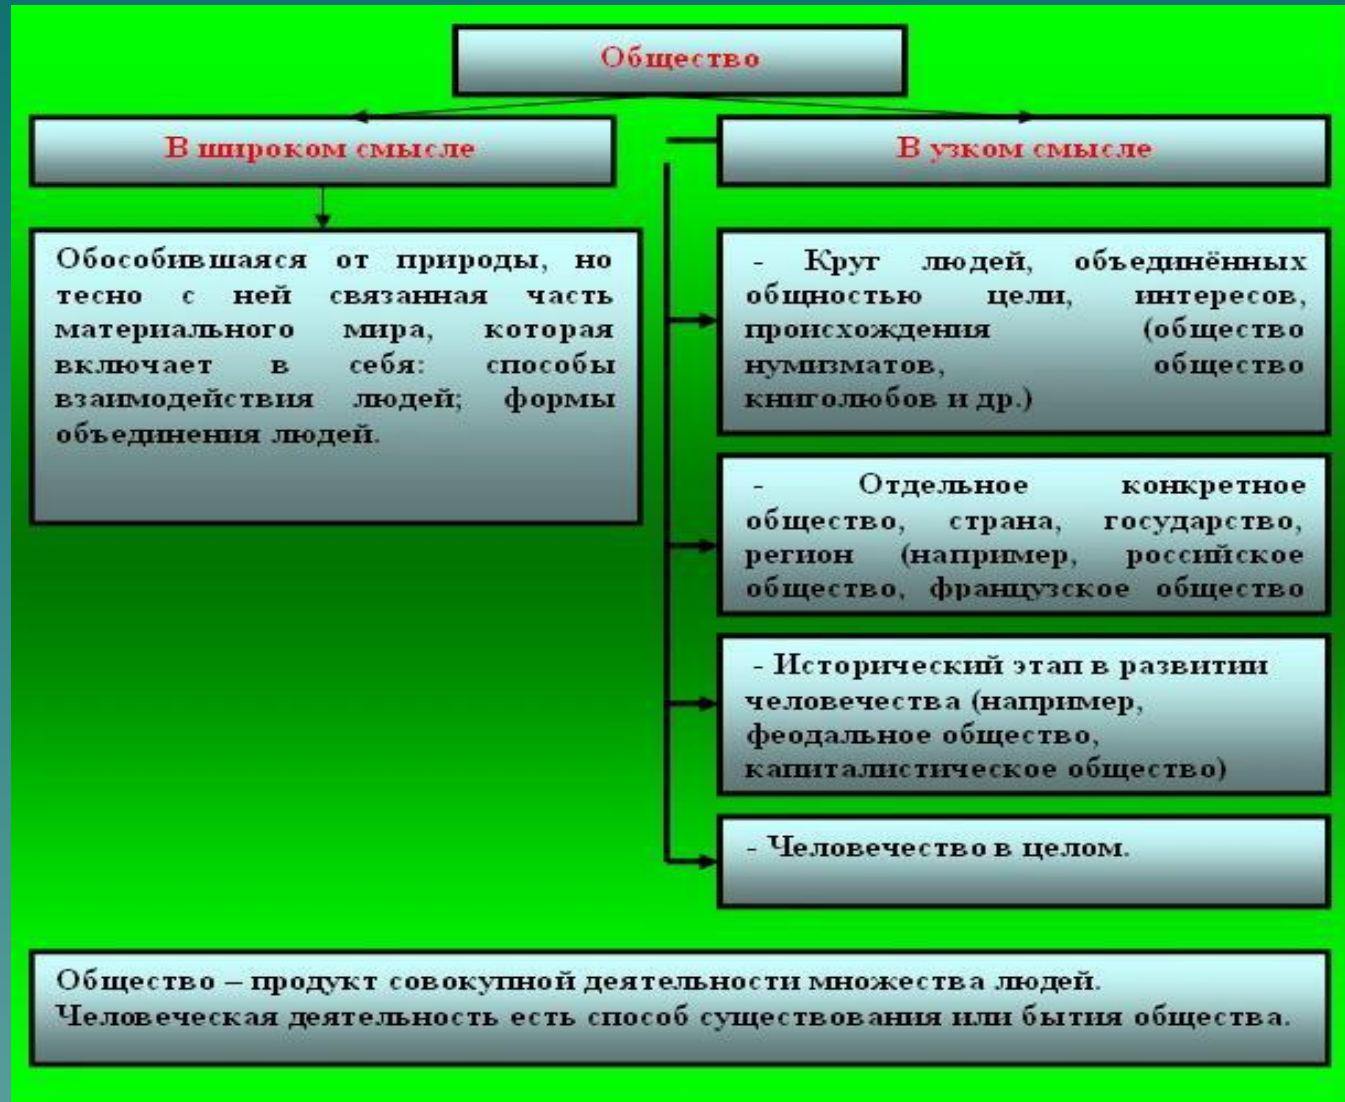 Общество
В широком смысле
В узком смысле
Обособившаяся от природы, но
тесно с ней связанная часть
материального мира, которая
включает в себя: способы
взаимодействия людей; формы
объединения людей.
- Круг людей, объединённых
общностью цели, интересов,
происхождения (общество
нумизматов, общество
книголюбов и др.)
- Отдельное конкретное
общество, страна, государство,
регион (например, российское
общество, французское общество
- Исторический этап в развитии
человечества (например,
феодальное общество,
капиталистическое общество)
- Человечество в целом.
Общество – продукт совокупной деятельности множества людей.
Человеческая деятельность есть способ существования или бытия общества.